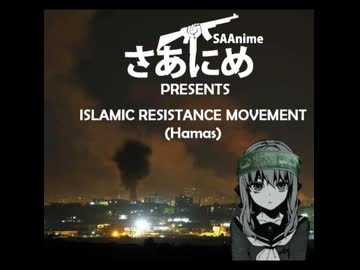 SAAnime
さあにめ
PRESENTS
ISLAMIC RESISTANCE MOVEMENT
(Hamas)